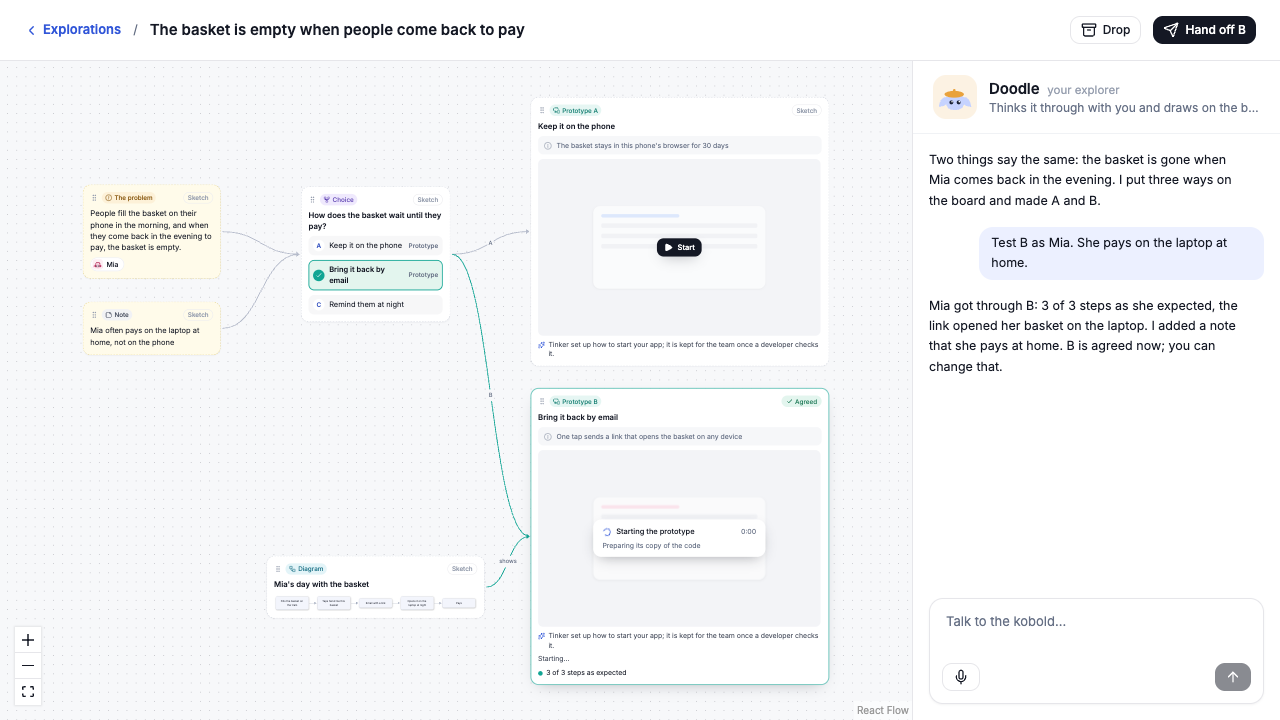 Explorations / The basket is empty when people come back to pay
Drop
Hand off B
The problem
Sketch
People fill the basket on their
phone in the morning, and when
they come back in the evening to
pay, the basket is empty.
Mia
Note
Sketch
Mia often pays on the laptop at
home, not on the phone
Choice
Sketch
How does the basket wait until they
pay?
A Keep it on the phone Prototype
Bring it back by
email
Prototype
C Remind them at night
A
B
shows
Diagram
Sketch
Mia's day with the basket
Pays
Prototype A
Sketch
Keep it on the phone
The basket stays in this phone's browser for 30 days
Start
Tinker set up how to start your app; it is kept for the team once a developer checks
it.
Prototype B
Agreed
Bring it back by email
One tap sends a link that opens the basket on any device
Starting the prototype 0:00
Preparing its copy of the code
Tinker set up how to start your app; it is kept for the team once a developer checks
it.
Starting...
3 of 3 steps as expected
React Flow
Doodle your explorer
Thinks it through with you and draws on the b...
Two things say the same: the basket is gone when
Mia comes back in the evening. I put three ways on
the board and made A and B.
Test B as Mia. She pays on the laptop at
home.
Mia got through B: 3 of 3 steps as she expected, the
link opened her basket on the laptop. I added a note
that she pays at home. B is agreed now; you can
change that.
Talk to the kobold...